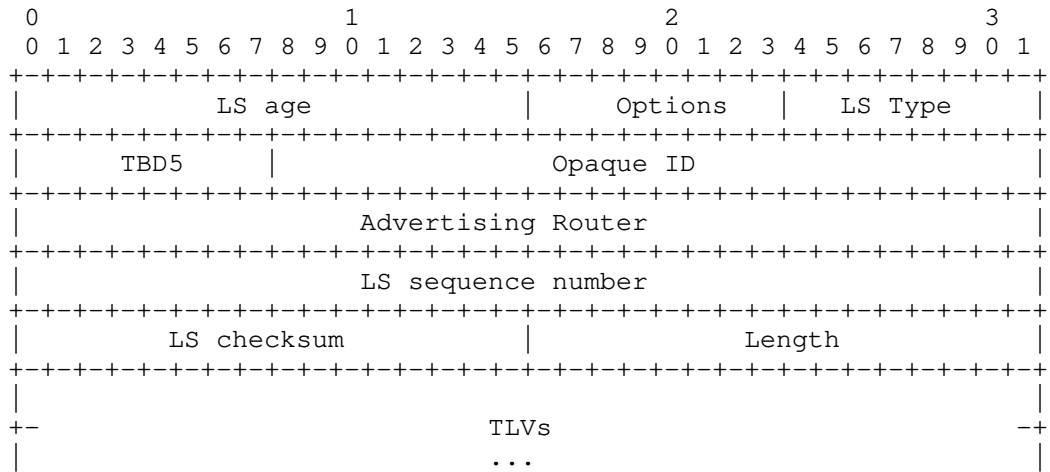 0                   1                   2                   3
0 1 2 3 4 5 6 7 8 9 0 1 2 3 4 5 6 7 8 9 0 1 2 3 4 5 6 7 8 9 0 1
+-+-+-+-+-+-+-+-+-+-+-+-+-+-+-+-+-+-+-+-+-+-+-+-+-+-+-+-+-+-+-+-+
|            LS age             |     Options   |   LS Type     |
+-+-+-+-+-+-+-+-+-+-+-+-+-+-+-+-+-+-+-+-+-+-+-+-+-+-+-+-+-+-+-+-+
|      TBD5     |                 Opaque ID                     |
+-+-+-+-+-+-+-+-+-+-+-+-+-+-+-+-+-+-+-+-+-+-+-+-+-+-+-+-+-+-+-+-+
|                     Advertising Router                        |
+-+-+-+-+-+-+-+-+-+-+-+-+-+-+-+-+-+-+-+-+-+-+-+-+-+-+-+-+-+-+-+-+
|                     LS sequence number                        |
+-+-+-+-+-+-+-+-+-+-+-+-+-+-+-+-+-+-+-+-+-+-+-+-+-+-+-+-+-+-+-+-+
|         LS checksum           |             Length            |
+-+-+-+-+-+-+-+-+-+-+-+-+-+-+-+-+-+-+-+-+-+-+-+-+-+-+-+-+-+-+-+-+
|                                                               |
+-                            TLVs                             -+
|                             ...                               |